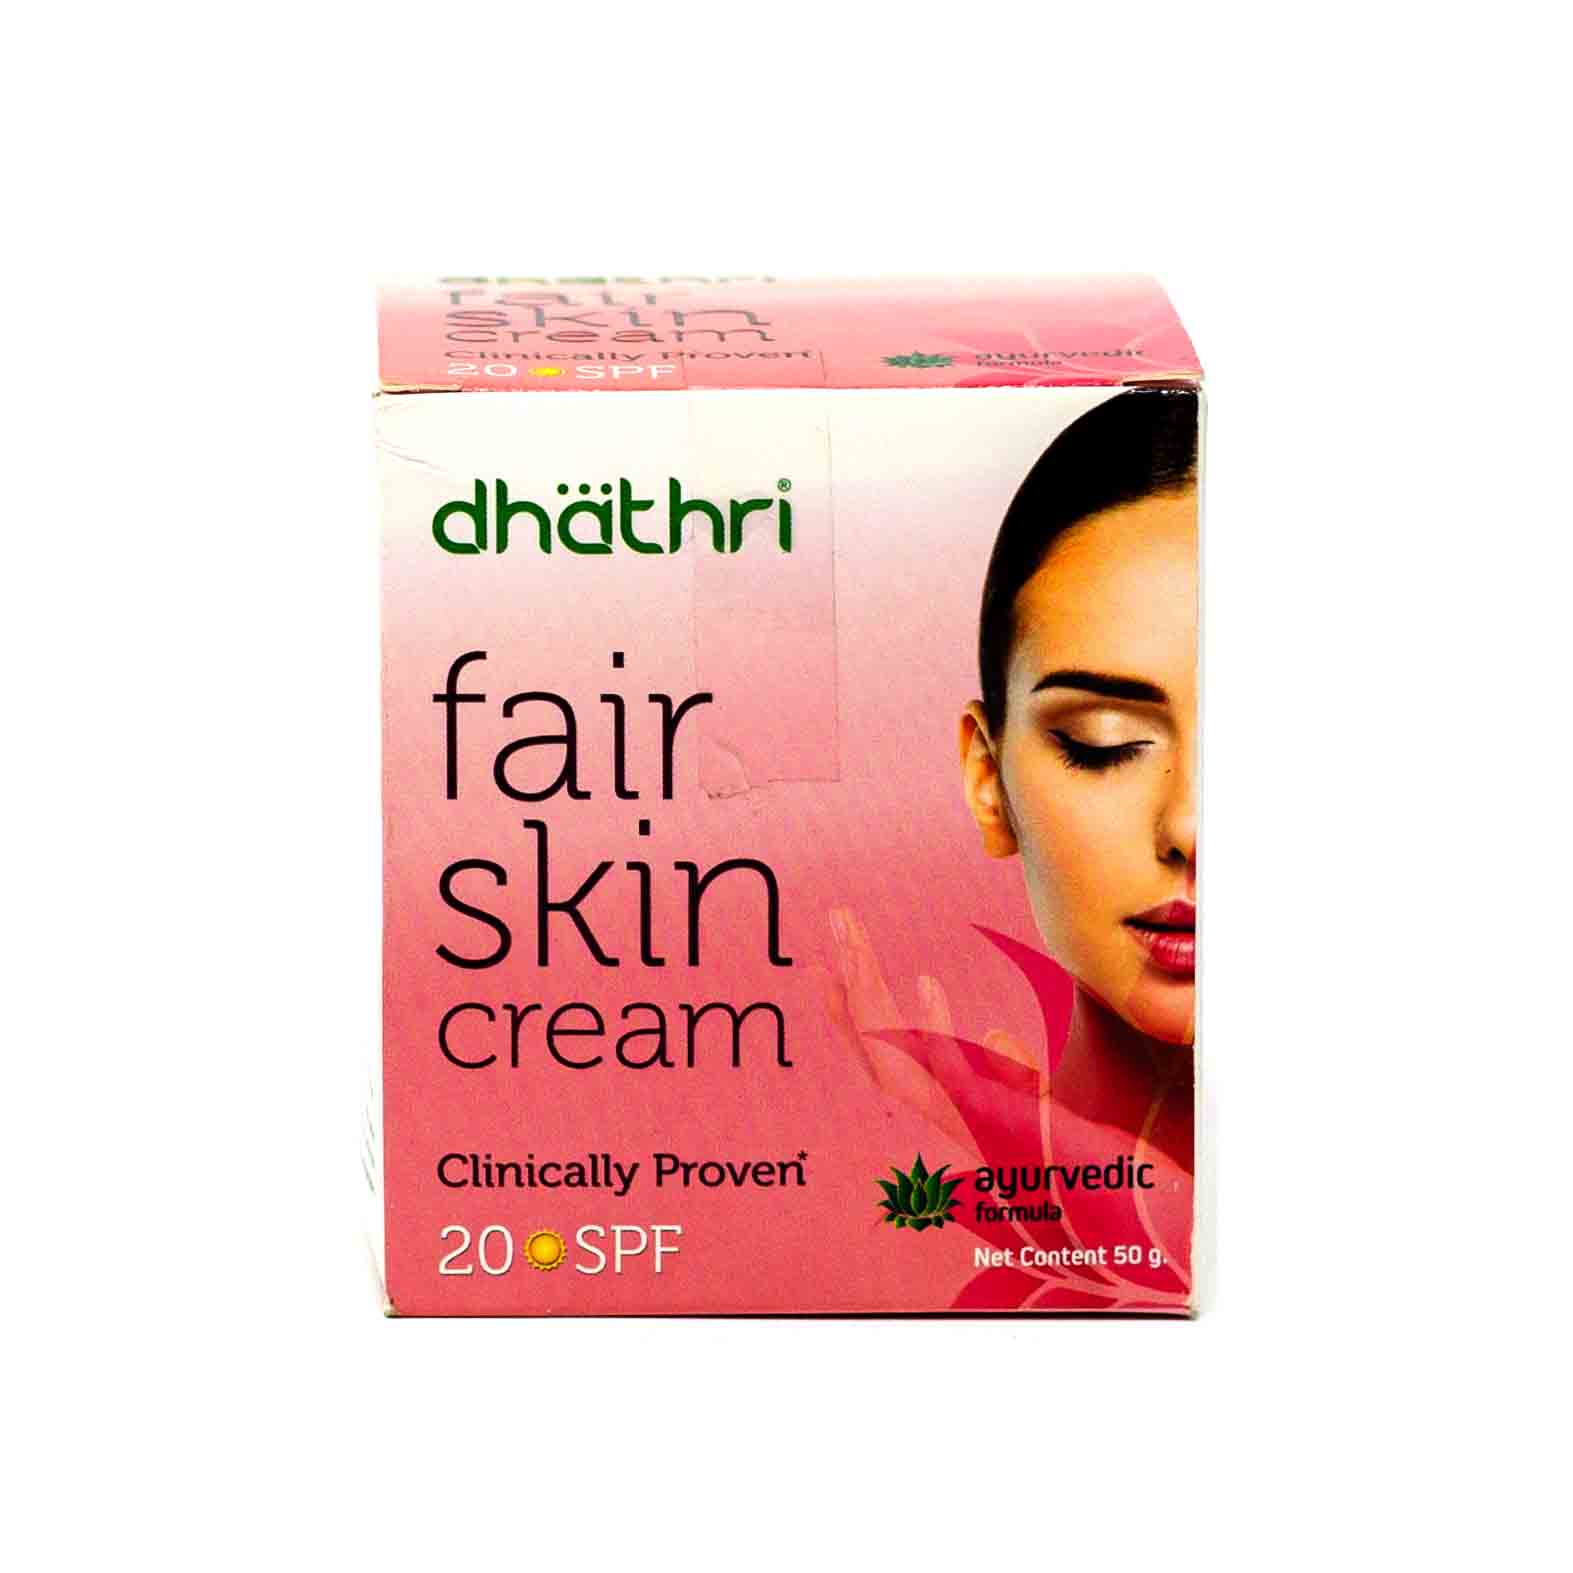 dhathri
fair
skin
cream
Clinically Proven
20 SPF
ayurvedic
formula
dhäthri®
fair
skin
cream
Clinically Proven*
20 SPF
ayurvedic
formula
Net Content 50 g.